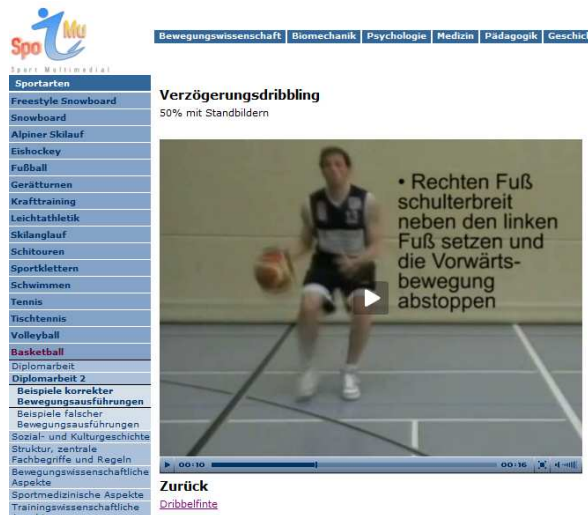 Spo i Mu
Sport Multimedial
Bewegungswissenschaft Biomechanik Psychologie Medizin Pädagogik Geschich
Sportarten
Freestyle Snowboard
Snowboard
Alpiner Skilauf
Eishockey
Fußball
Gerätturnen
Krafttraining
Leichtathletik
Skilanglauf
Schitouren
Sportklettern
Schwimmen
Tennis
Tischtennis
Volleyball
Basketball
Diplomarbeit
Diplomarbeit 2
Beispiele korrekter
Bewegungsausführungen
Beispiele falscher
Bewegungsausführungen
Sozial- und Kulturgeschichte
Struktur, zentrale
Fachbegriffe und Regeln
Bewegungswissenschaftliche
Aspekte
Sportmedizinische Aspekte
Trainingswissenschaftliche
Verzögerungsdribbling
50% mit Standbildern
• Rechten Fuß
schulterbreit
neben den linken
Fuß setzen und
die Vorwärts-
bewegung
abstoppen
00:10 00:16
Zurück
Dribbelfinte